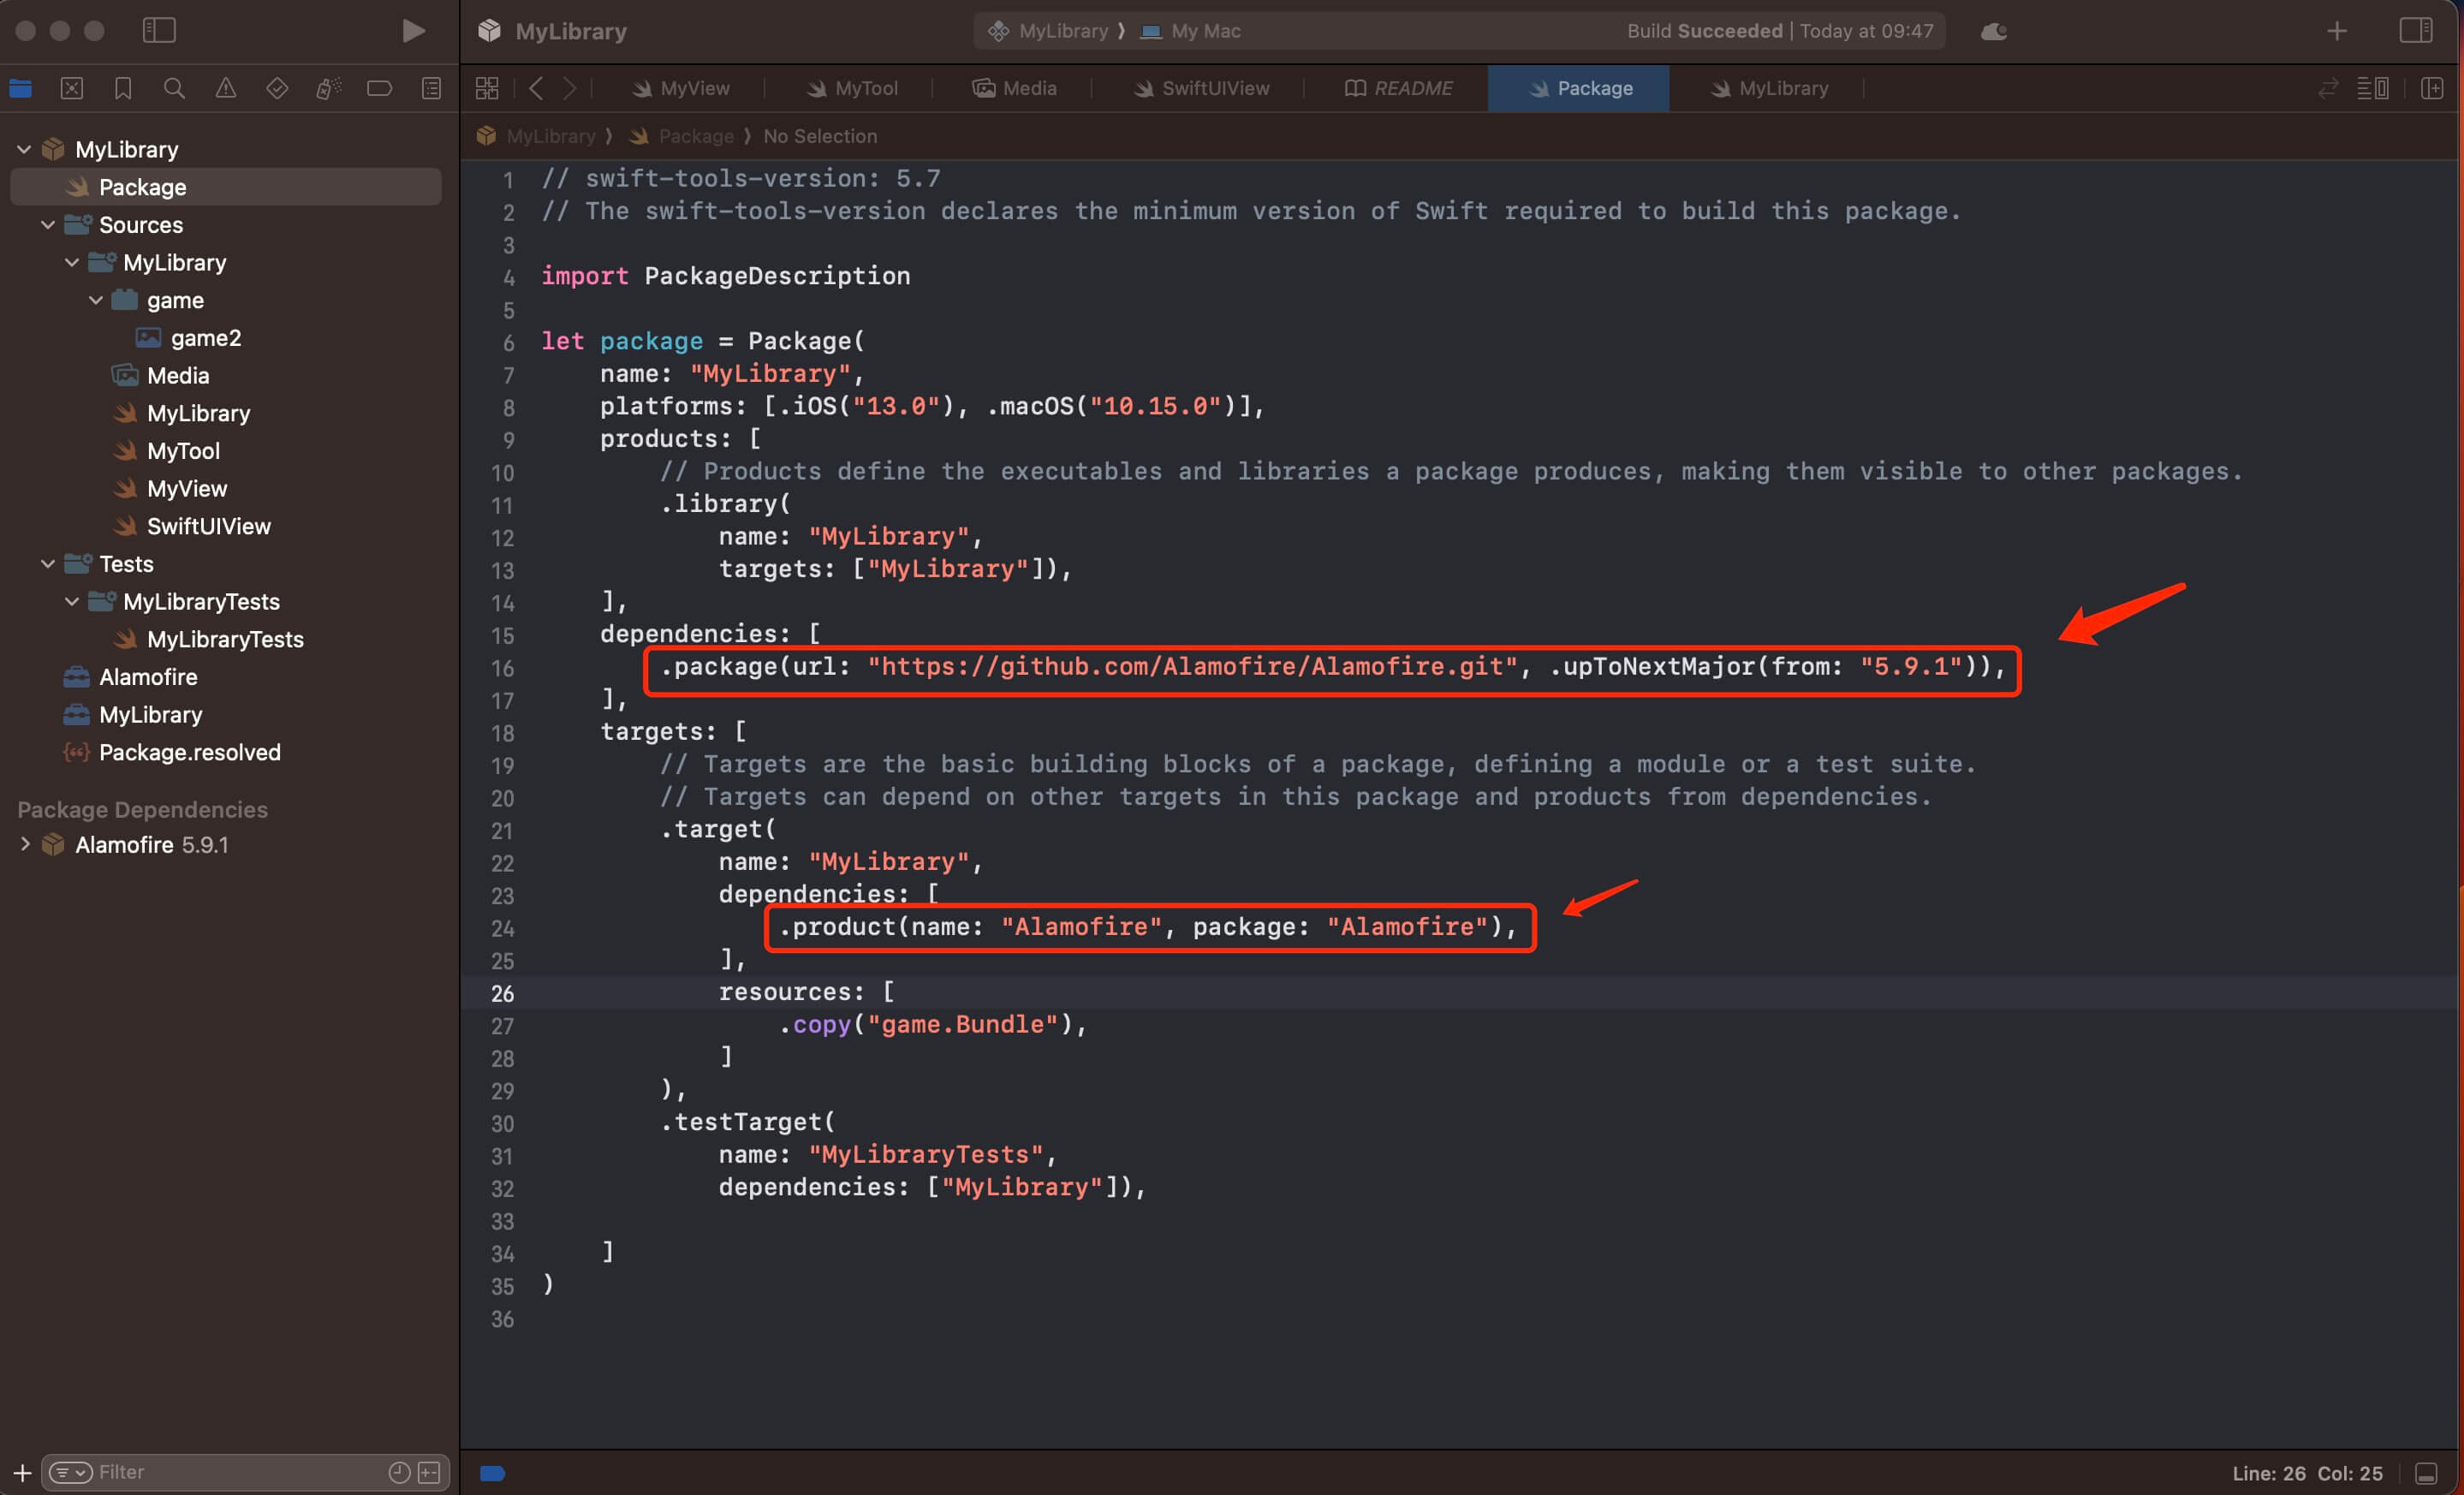 MyLibrary
MyLibrary ⟩ My Mac
Build Succeeded | Today at 09:47
MyView
MyTool
Media
SwiftUIView
README
Package
MyLibrary
MyLibrary ⟩ Package ⟩ No Selection
MyLibrary
Package
Sources
MyLibrary
game
game2
Media
MyLibrary
MyTool
MyView
SwiftUIView
Tests
MyLibraryTests
MyLibraryTests
Alamofire
MyLibrary
Package.resolved
Package Dependencies
Alamofire 5.9.1
Filter
1 // swift-tools-version: 5.7
2 // The swift-tools-version declares the minimum version of Swift required to build this package.
3
4 import PackageDescription
5
6 let package = Package(
7     name: "MyLibrary",
8     platforms: [.iOS("13.0"), .macOS("10.15.0")],
9     products: [
10         // Products define the executables and libraries a package produces, making them visible to other packages.
11         .library(
12             name: "MyLibrary",
13             targets: ["MyLibrary"]),
14     ],
15     dependencies: [
16         .package(url: "https://github.com/Alamofire/Alamofire.git", .upToNextMajor(from: "5.9.1")),
17     ],
18     targets: [
19         // Targets are the basic building blocks of a package, defining a module or a test suite.
20         // Targets can depend on other targets in this package and products from dependencies.
21         .target(
22             name: "MyLibrary",
23             dependencies: [
24                 .product(name: "Alamofire", package: "Alamofire"),
25             ],
26             resources: [
27                 .copy("game.Bundle"),
28             ]
29         ),
30         .testTarget(
31             name: "MyLibraryTests",
32             dependencies: ["MyLibrary"]),
33
34     ]
35 )
36
Line: 26 Col: 25